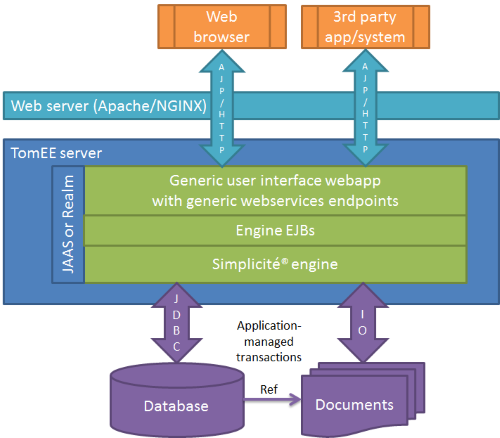 Web
browser
3rd party
app/system
AJP/HTTP
AJP/HTTP
Web server (Apache/NGINX)
TomEE server
JAAS or Realm
Generic user interface webapp
with generic webservices endpoints
Engine EJBs
Simplicité® engine
JDBC
IO
Application-
managed
transactions
Ref
Database
Documents